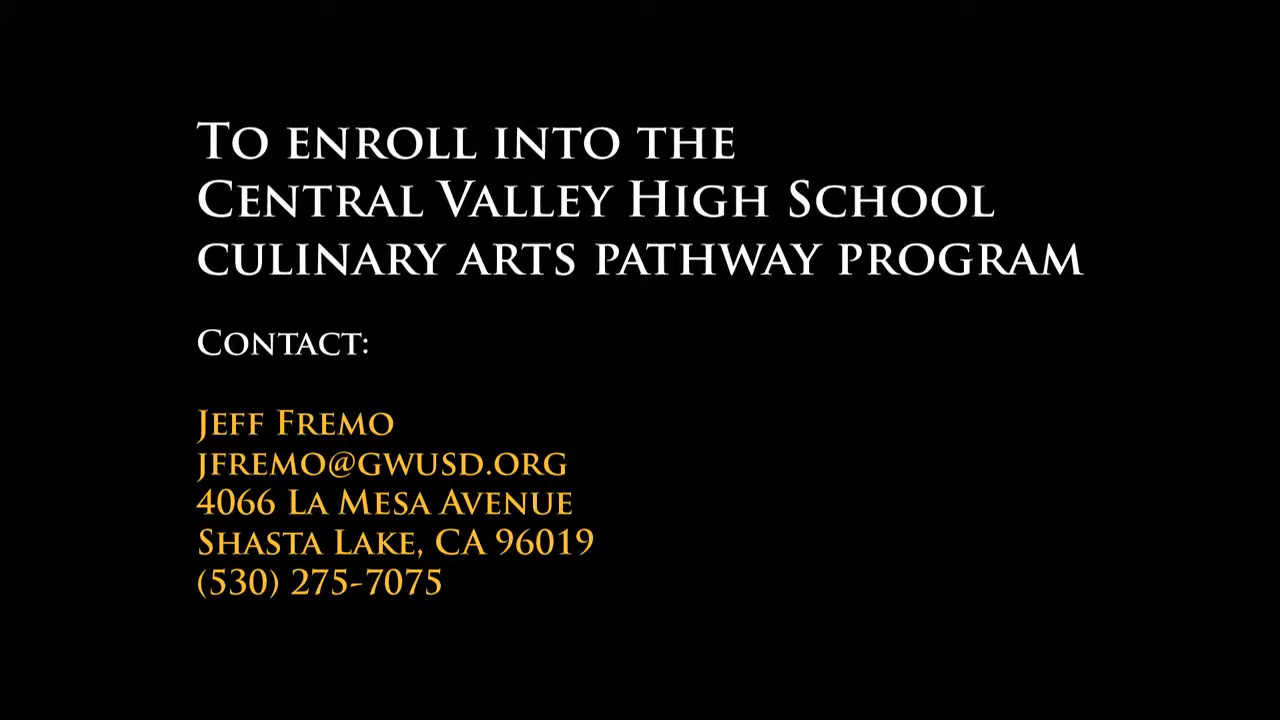 To enroll into the
Central Valley High School
culinary arts pathway program
Contact:
Jeff Fremo
jfremo@gwusd.org
4066 La Mesa Avenue
Shasta Lake, CA 96019
(530) 275-7075